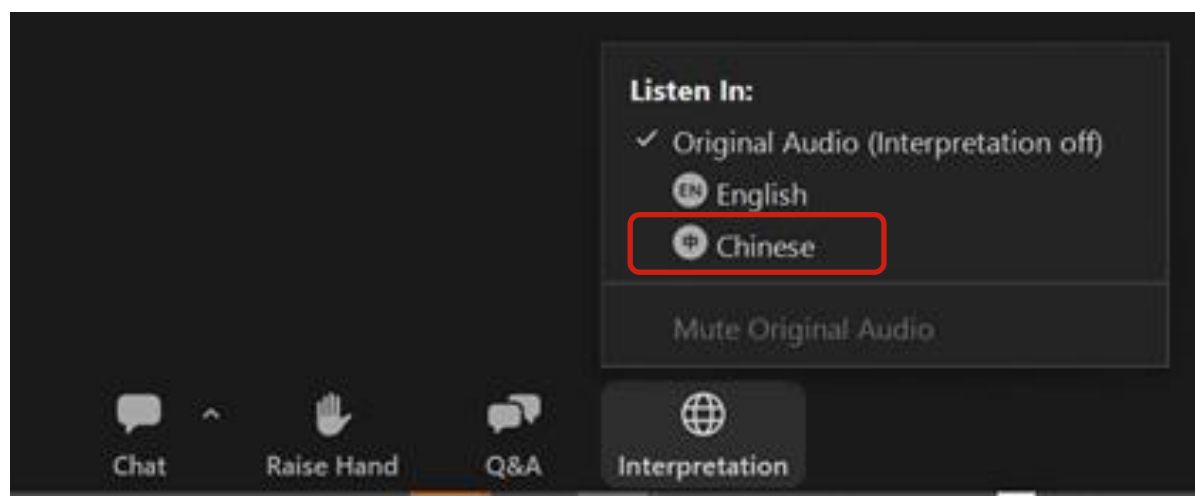 Listen In:
Original Audio (Interpretation off)
EN English
中 Chinese
Mute Original Audio
Chat Raise Hand Q&A Interpretation